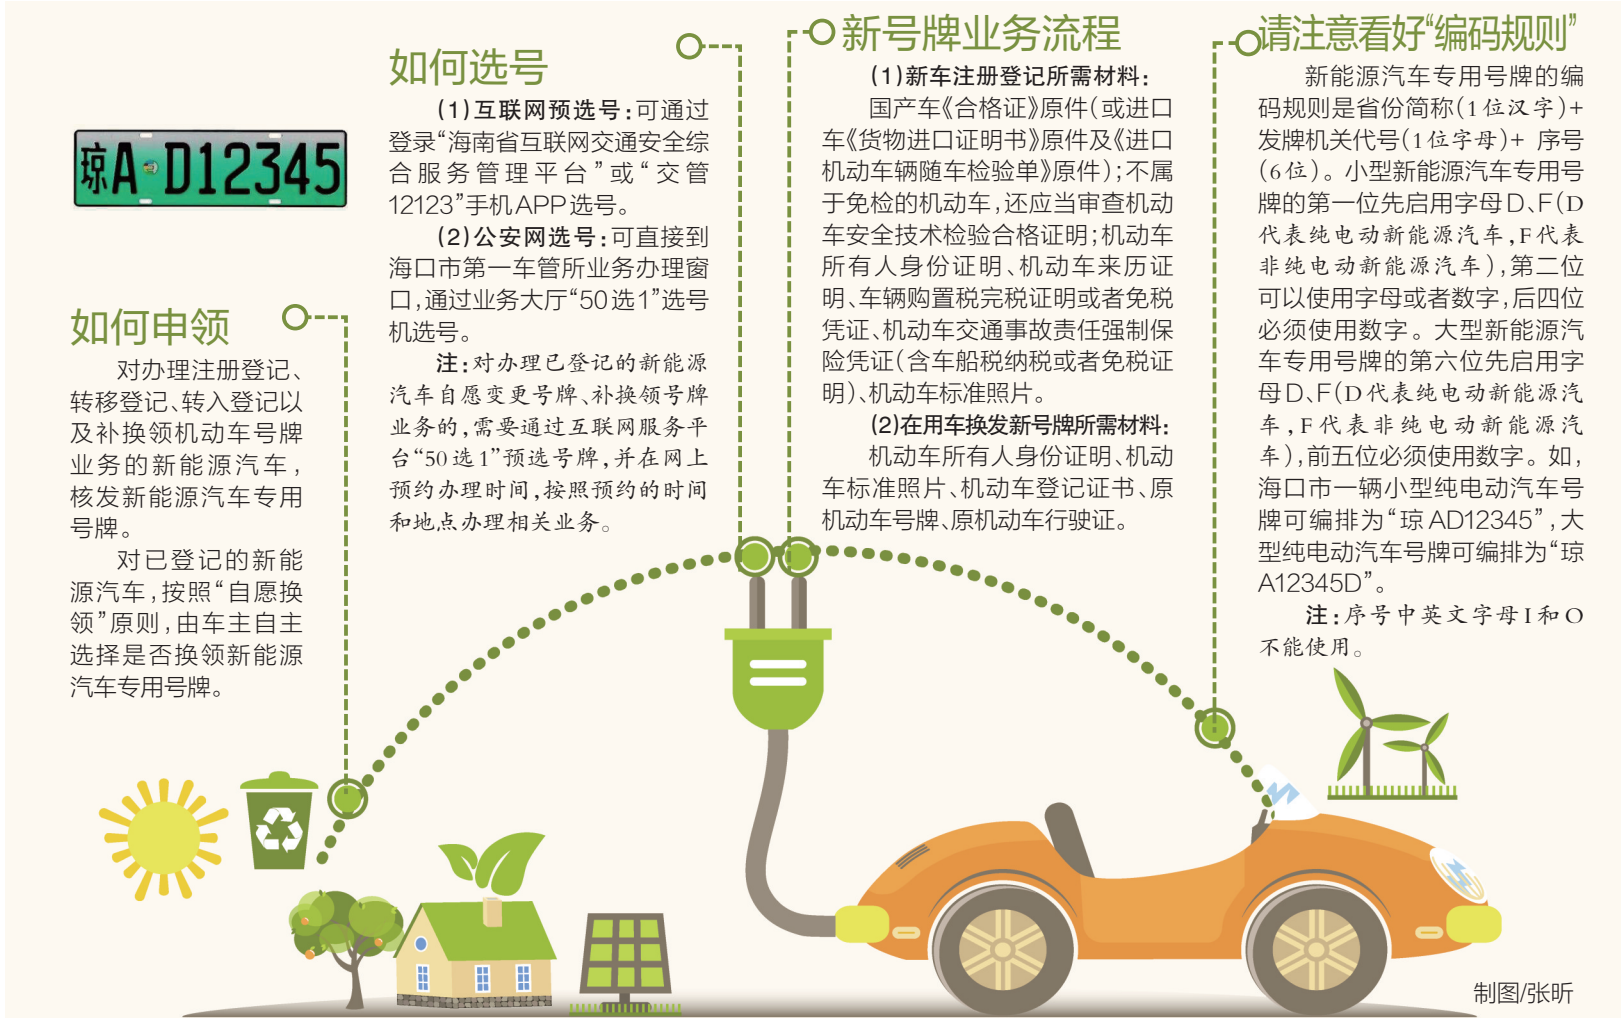 琼A D12345
如何申领
对办理注册登记、
转移登记、转入登记以
及补换领机动车号牌
业务的新能源汽车，
核发新能源汽车专用
号牌。
对已登记的新能
源汽车，按照“自愿换
领”原则，由车主自主
选择是否换领新能源
汽车专用号牌。
如何选号
（1）互联网预选号：可通过
登录“海南省互联网交通安全综
合服务管理平台”或“交管
12123”手机APP选号。
（2）公安网选号：可直接到
海口市第一车管所业务办理窗
口，通过业务大厅“50选1”选号
机选号。
注：对办理已登记的新能源
汽车自愿变更号牌、补换领号牌
业务的，需要通过互联网服务平
台“50选1”预选号牌，并在网上
预约办理时间，按照预约的时间
和地点办理相关业务。
新号牌业务流程
（1）新车注册登记所需材料：
国产车《合格证》原件（或进口
车《货物进口证明书》原件及《进口
机动车辆随车检验单》原件）；不属
于免检的机动车，还应当审查机动
车安全技术检验合格证明；机动车
所有人身份证明、机动车来历证
明、车辆购置税完税证明或者免税
凭证、机动车交通事故责任强制保
险凭证（含车船税纳税或者免税证
明）、机动车标准照片。
（2）在用车换发新号牌所需材料：
机动车所有人身份证明、机动
车标准照片、机动车登记证书、原
机动车号牌、原机动车行驶证。
请注意看好“编码规则”
新能源汽车专用号牌的编
码规则是省份简称（1位汉字）+
发牌机关代号（1位字母）+ 序号
（6位）。小型新能源汽车专用号
牌的第一位先启用字母D、F（D
代表纯电动新能源汽车，F代表
非纯电动新能源汽车），第二位
可以使用字母或者数字，后四位
必须使用数字。大型新能源汽
车专用号牌的第六位先启用字
母D、F（D代表纯电动新能源汽
车，F代表非纯电动新能源汽
车），前五位必须使用数字。如，
海口市一辆小型纯电动汽车号
牌可编排为“琼AD12345”，大
型纯电动汽车号牌可编排为“琼
A12345D”。
注：序号中英文字母I和O
不能使用。
制图/张昕